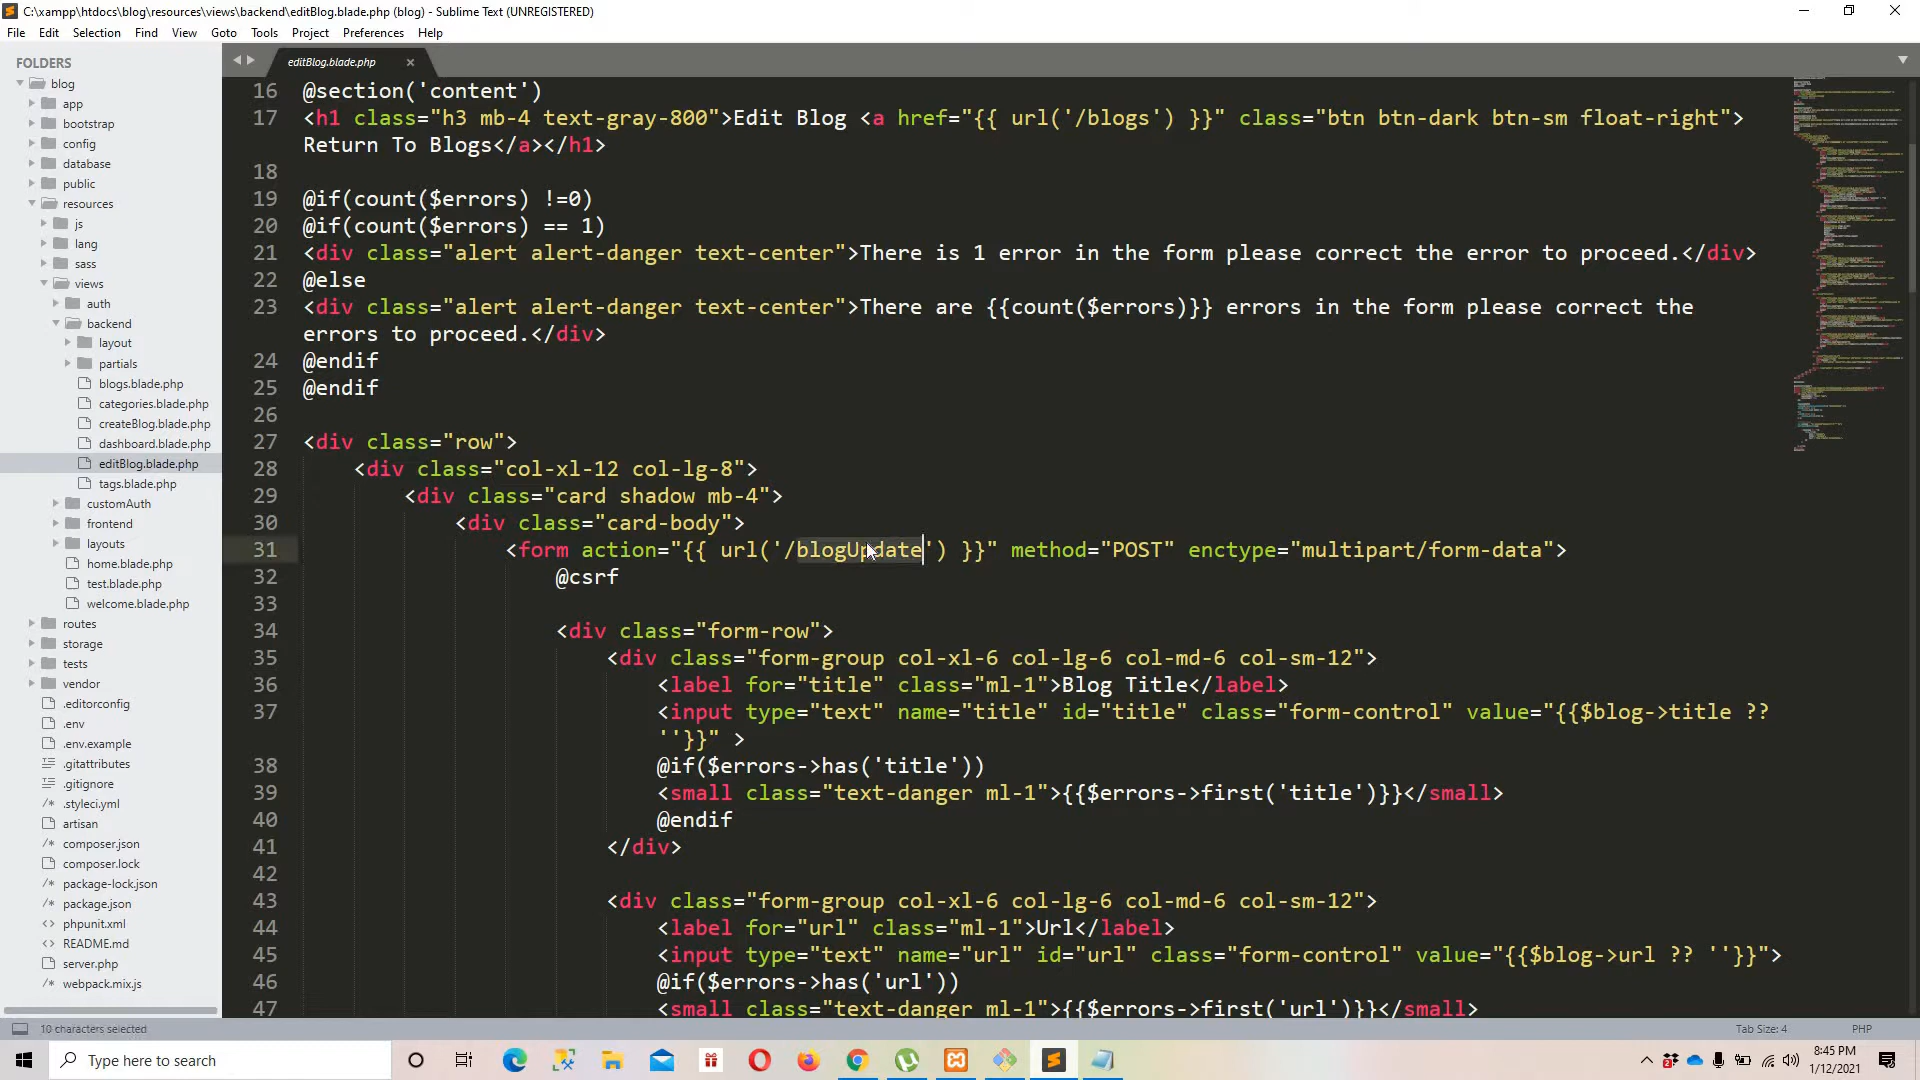 C:\xampp\htdocs\blog\resources\views\backend\editBlog.blade.php (blog) - Sublime Text (UNREGISTERED)
File Edit Selection Find View Goto Tools Project Preferences Help
FOLDERS
blog
app
bootstrap
config
database
public
resources
js
lang
sass
views
auth
backend
layout
partials
blogs.blade.php
categories.blade.php
createBlog.blade.php
dashboard.blade.php
editBlog.blade.php
tags.blade.php
customAuth
frontend
layouts
home.blade.php
test.blade.php
welcome.blade.php
routes
storage
tests
vendor
.editorconfig
.env
.env.example
.gitattributes
.gitignore
.styleci.yml
artisan
composer.json
composer.lock
package-lock.json
package.json
phpunit.xml
README.md
server.php
webpack.mix.js
editBlog.blade.php
16 @section('content')
17 <h1 class="h3 mb-4 text-gray-800">Edit Blog <a href="{{ url('/blogs') }}" class="btn btn-dark btn-sm float-right">
Return To Blogs</a></h1>
18
19 @if(count($errors) !=0)
20 @if(count($errors) == 1)
21 <div class="alert alert-danger text-center">There is 1 error in the form please correct the error to proceed.</div>
22 @else
23 <div class="alert alert-danger text-center">There are {{count($errors)}} errors in the form please correct the
errors to proceed.</div>
24 @endif
25 @endif
26
27 <div class="row">
28 <div class="col-xl-12 col-lg-8">
29 <div class="card shadow mb-4">
30 <div class="card-body">
31 <form action="{{ url('/blogUpdate') }}" method="POST" enctype="multipart/form-data">
32 @csrf
33
34 <div class="form-row">
35 <div class="form-group col-xl-6 col-lg-6 col-md-6 col-sm-12">
36 <label for="title" class="ml-1">Blog Title</label>
37 <input type="text" name="title" id="title" class="form-control" value="{{$blog->title ??
''}}" >
38 @if($errors->has('title'))
39 <small class="text-danger ml-1">{{$errors->first('title')}}</small>
40 @endif
41 </div>
42
43 <div class="form-group col-xl-6 col-lg-6 col-md-6 col-sm-12">
44 <label for="url" class="ml-1">Url</label>
45 <input type="text" name="url" id="url" class="form-control" value="{{$blog->url ?? ''}}">
46 @if($errors->has('url'))
47 <small class="text-danger ml-1">{{$errors->first('url')}}</small>
10 characters selected
Tab Size: 4
PHP
Type here to search
8:45 PM
1/12/2021